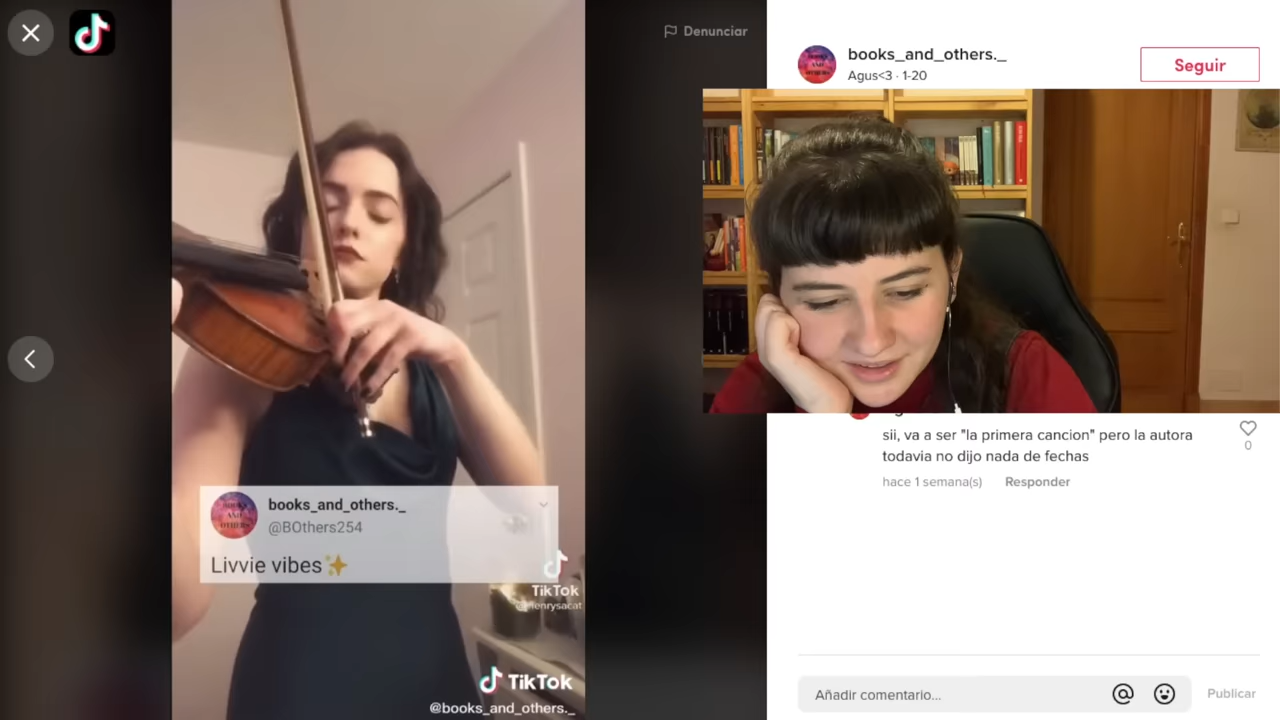 Denunciar
books_and_others._
Agus<3 · 1-20
Seguir
sii, va a ser "la primera cancion" pero la autora
todavia no dijo nada de fechas
0
hace 1 semana(s) Responder
books_and_others._
@BOthers254
Livvie vibes✨
TikTok
TikTok
@books_and_others._
Añadir comentario...
Publicar